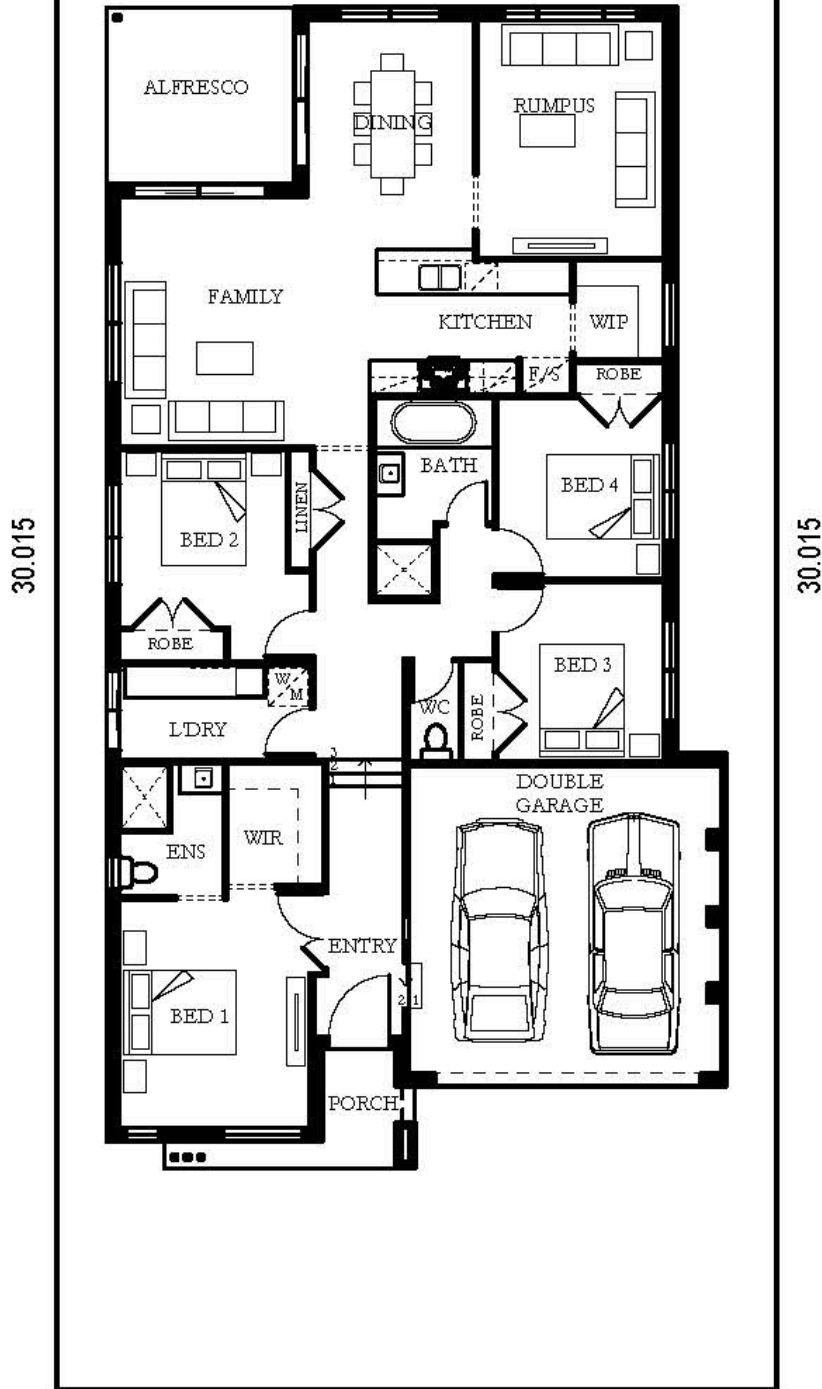 ALFRESCO
DINING
RUMPUS
FAMILY
KITCHEN
WIP
F/S
ROBE
BATH
BED 4
LINEN
BED 2
30.015
30.015
ROBE
BED 3
W
M
WC
ROBE
L'DRY
3
2
1
DOUBLE
GARAGE
WIR
ENS
ENTRY
2 1
BED 1
PORCH